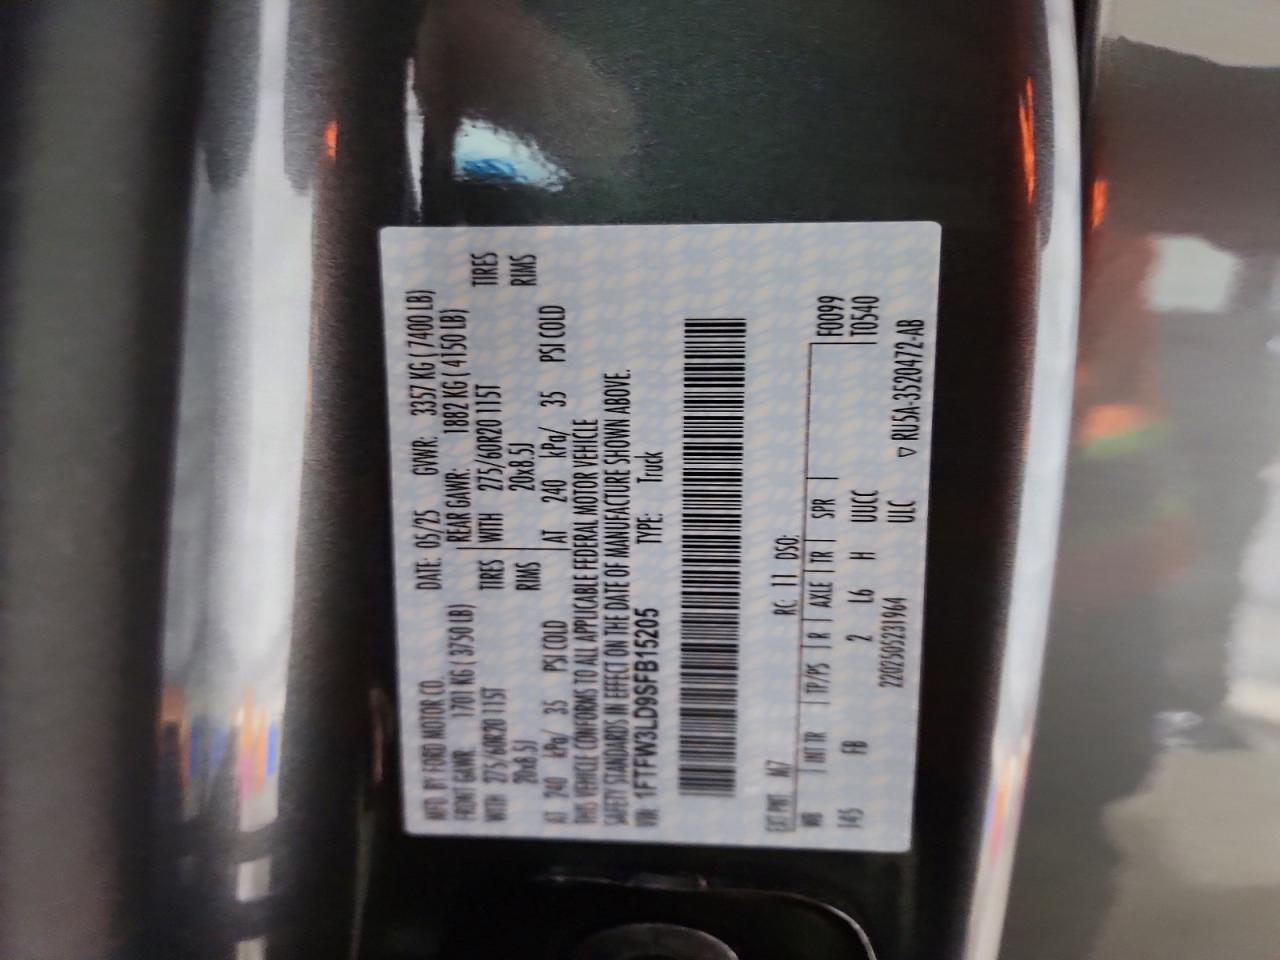 MFD. BY FORD MOTOR CO. DATE: 05/25 GVWR: 3357 KG ( 7400 LB)
FRONT GAWR: 1701 KG ( 3750 LB) REAR GAWR: 1882 KG ( 4150 LB)
WITH 275/60R20 115T TIRES WITH 275/60R20 115T TIRES
20x8.5J RIMS 20x8.5J RIMS
AT 240 kPa/ 35 PSI COLD AT 240 kPa/ 35 PSI COLD
THIS VEHICLE CONFORMS TO ALL APPLICABLE FEDERAL MOTOR VEHICLE
SAFETY STANDARDS IN EFFECT ON THE DATE OF MANUFACTURE SHOWN ABOVE.
VIN: 1FTFW3LD9SFB15205 TYPE: Truck
EXT PNT: M7 RC: 11 DSO: F0099
WB INT TR TP/PS R AXLE TR SPR T0540
145 FB 2 L6 H UUCC
2202505231964 ULC ▽ RU5A-3520472-AB